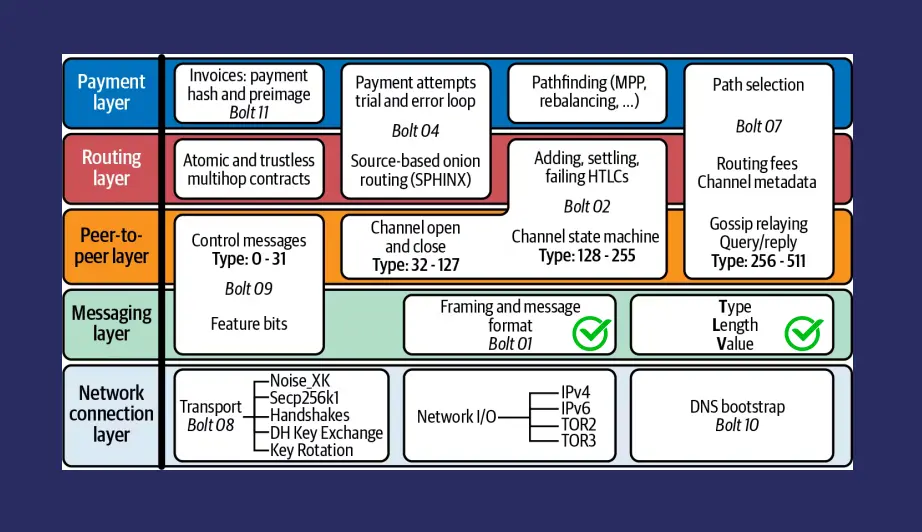 Payment
layer
Invoices: payment
hash and preimage
Bolt 11
Payment attempts
trial and error loop
Bolt 04
Source-based onion
routing (SPHINX)
Pathfinding (MPP,
rebalancing, ...)
Path selection
Bolt 07
Routing fees
Channel metadata
Gossip relaying
Query/reply
Type: 256 - 511
Routing
layer
Atomic and trustless
multihop contracts
Adding, settling,
failing HTLCs
Bolt 02
Channel state machine
Type: 128 - 255
Peer-to-
peer layer
Control messages
Type: 0 - 31
Bolt 09
Feature bits
Channel open
and close
Type: 32 - 127
Messaging
layer
Framing and message
format
Bolt 01
Type
Length
Value
Network
connection
layer
Transport
Bolt 08
Noise_XK
Secp256k1
Handshakes
DH Key Exchange
Key Rotation
Network I/O
IPv4
IPv6
TOR2
TOR3
DNS bootstrap
Bolt 10